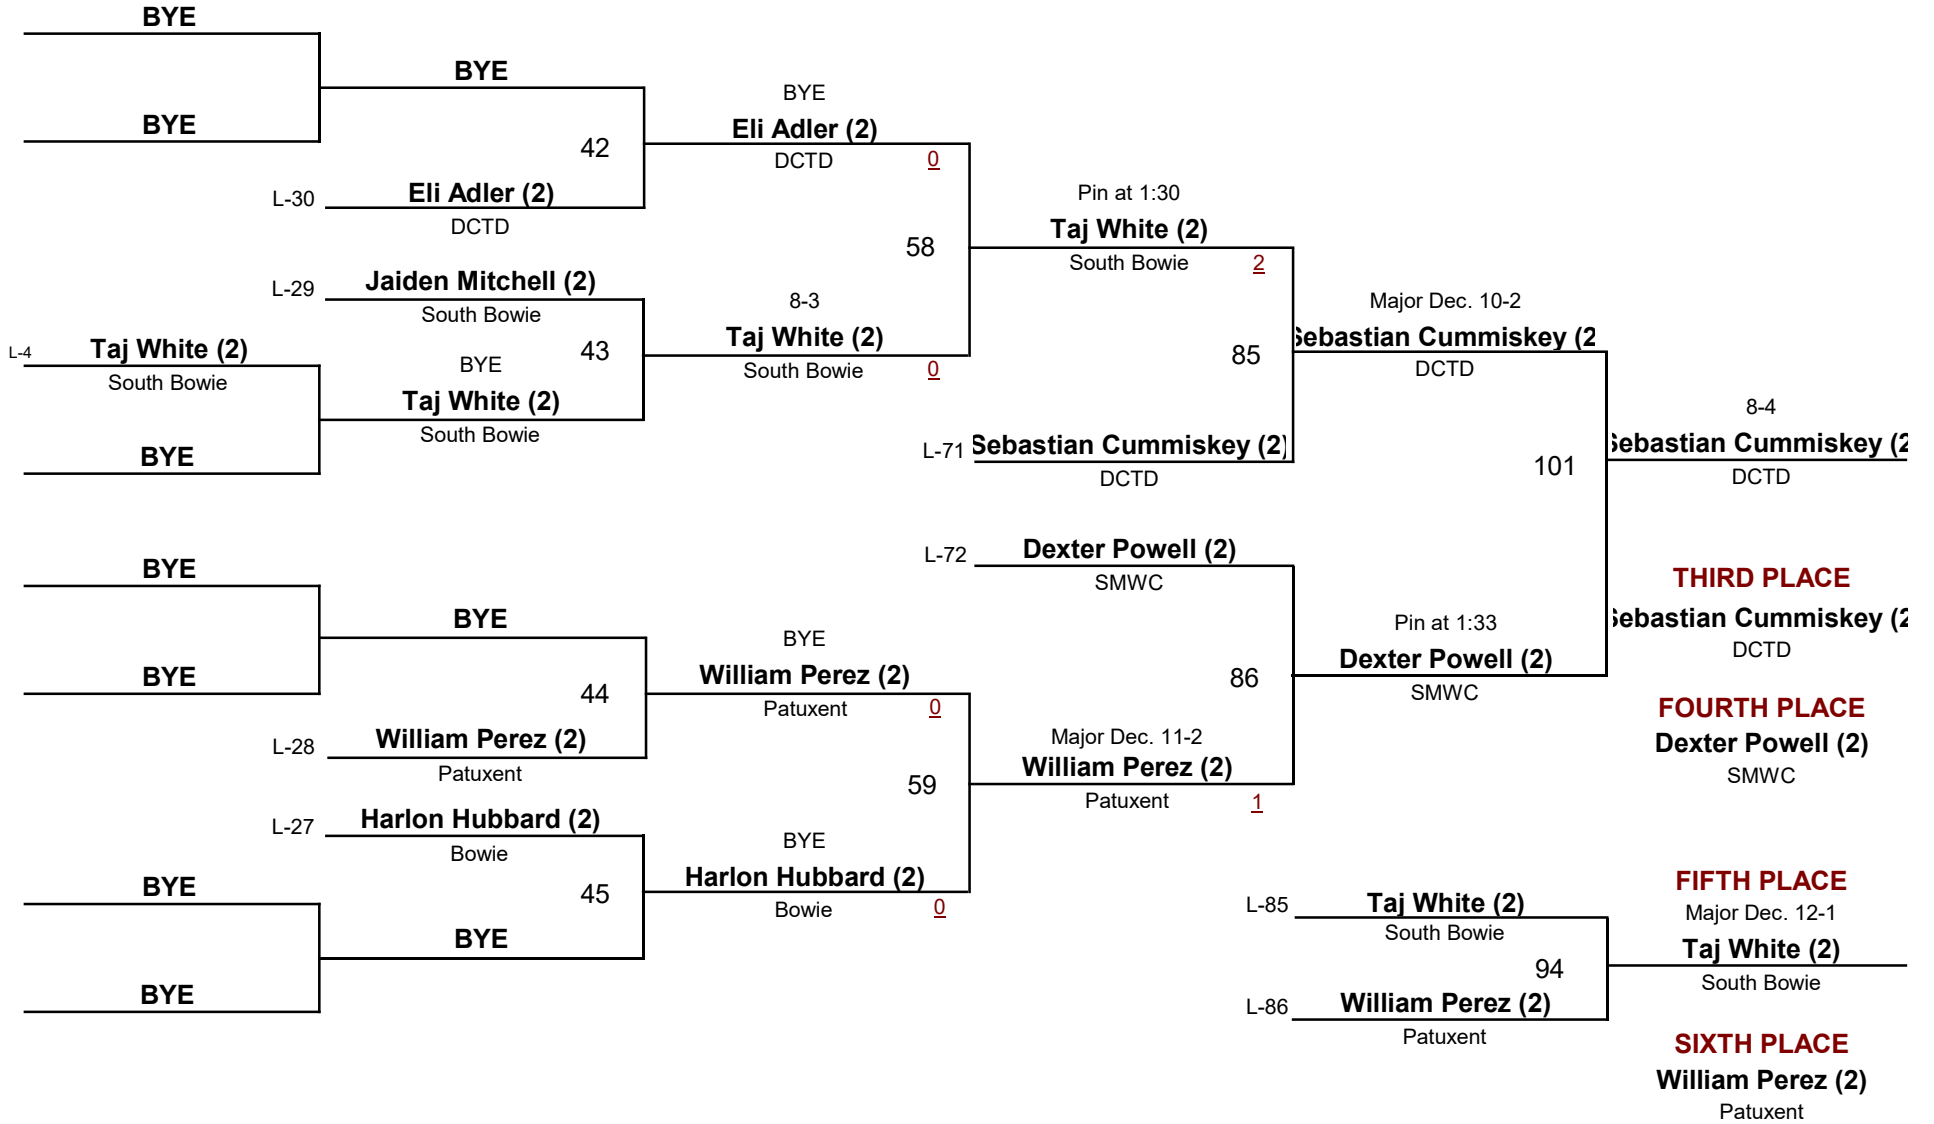 BYE
BYE
BYE
BYE
Eli Adler (2)
42
DCTD
0
L-30
Eli Adler (2)
DCTD
Pin at 1:30
Taj White (2)
58
South Bowie
2
L-29
Jaiden Mitchell (2)
South Bowie
8-3
Taj White (2)
43
South Bowie
0
L-4
Taj White (2)
South Bowie
BYE
Taj White (2)
South Bowie
BYE
Major Dec. 10-2
Sebastian Cummiskey (2
85
DCTD
L-71
Sebastian Cummiskey (2)
DCTD
8-4
Sebastian Cummiskey (2
101
DCTD
L-72
Dexter Powell (2)
SMWC
THIRD PLACE
Sebastian Cummiskey (2
DCTD
BYE
BYE
BYE
BYE
William Perez (2)
44
Patuxent
0
Pin at 1:33
Dexter Powell (2)
86
SMWC
FOURTH PLACE
Dexter Powell (2)
SMWC
L-28
William Perez (2)
Patuxent
Major Dec. 11-2
William Perez (2)
59
Patuxent
1
L-27
Harlon Hubbard (2)
Bowie
BYE
Harlon Hubbard (2)
45
Bowie
0
BYE
BYE
BYE
L-85
Taj White (2)
South Bowie
FIFTH PLACE
Major Dec. 12-1
Taj White (2)
94
South Bowie
L-86
William Perez (2)
Patuxent
SIXTH PLACE
William Perez (2)
Patuxent